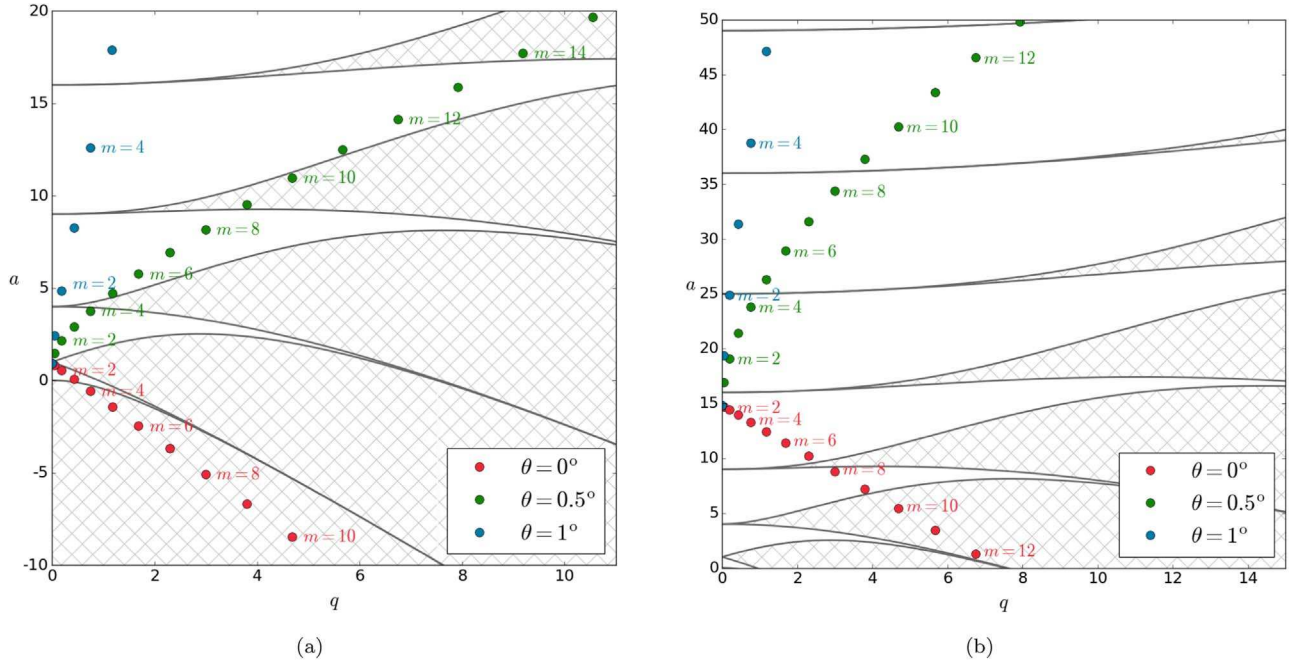 20
15
10
5
0
-5
-10
a
0
2
4
6
8
10
q
m = 14
m = 12
m = 10
m = 8
m = 6
m = 4
m = 2
m = 4
m = 2
m = 2
m = 4
m = 6
m = 8
m = 10
θ = 0°
θ = 0.5°
θ = 1°
(a)
50
45
40
35
30
25
20
15
10
5
0
a
0
2
4
6
8
10
12
14
q
m = 12
m = 10
m = 8
m = 6
m = 4
m = 2
m = 4
m = 2
m = 2
m = 4
m = 6
m = 8
m = 10
m = 12
θ = 0°
θ = 0.5°
θ = 1°
(b)